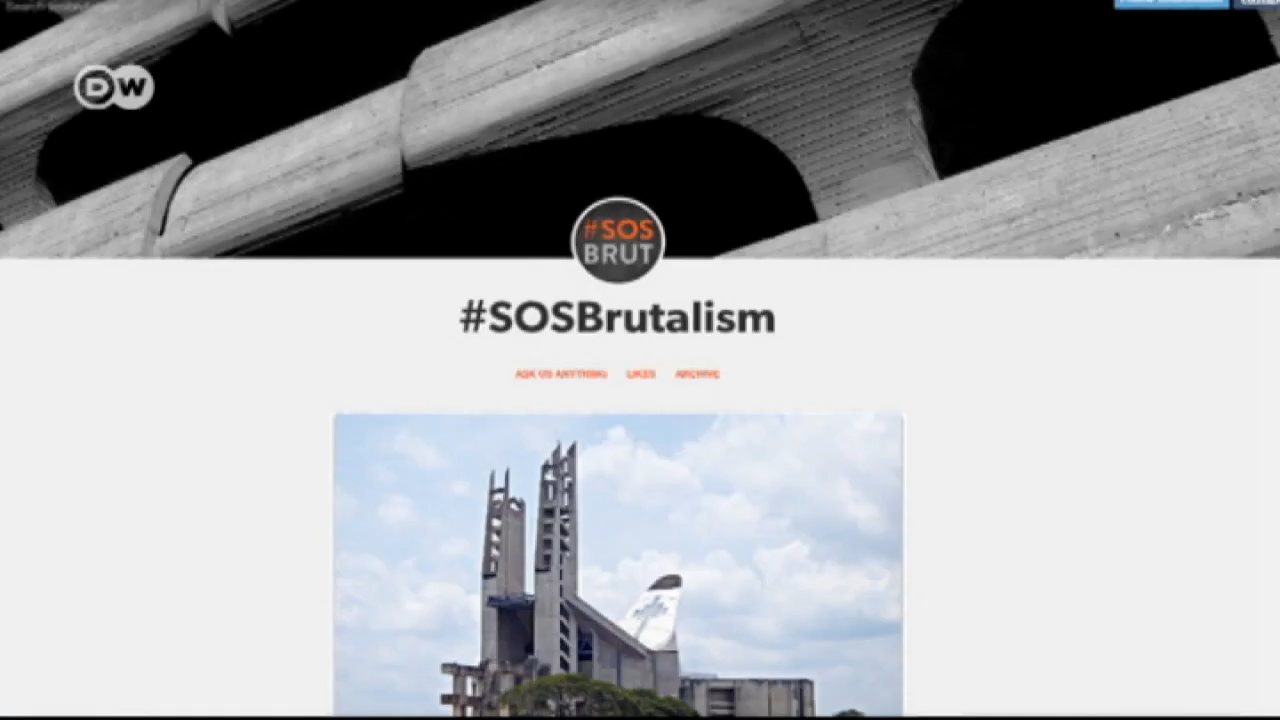 DW
#SOS
BRUT
#SOSBrutalism
ASK US ANYTHING LIKES ARCHIVE